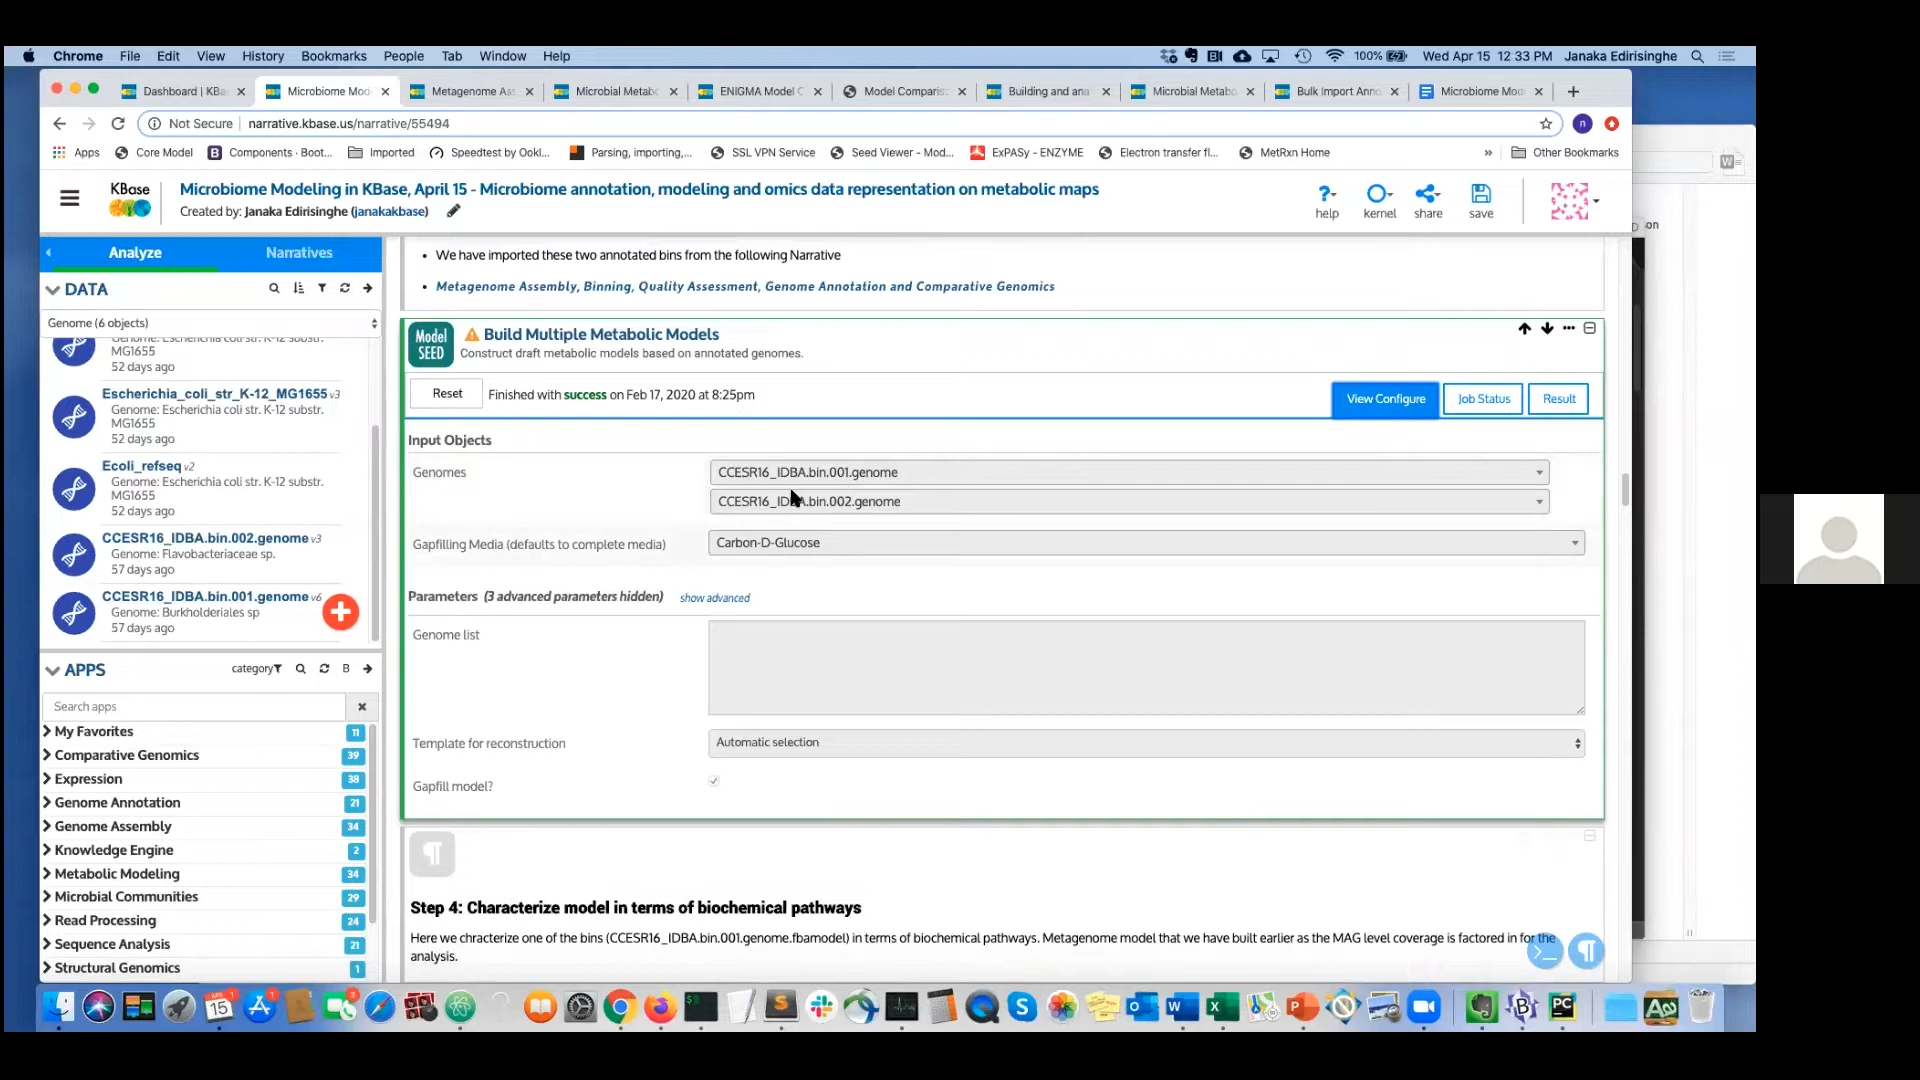 Chrome File Edit View History Bookmarks People Tab Window Help
100% Wed Apr 15 12:33 PM Janaka Edirisinghe
Dashboard | KBa Microbiome Mod Metagenome As Microbial Metab ENIGMA Model C Model Comparis Building and ana Microbial Metab Bulk Import Anno Microbiome Mo
Not Secure narrative.kbase.us/narrative/55494
Apps Core Model Components · Boot... Imported Speedtest by Ookl... Parsing, importing,... SSL VPN Service Seed Viewer - Mod... ExPASy - ENZYME Electron transfer fl... MetRxn Home » Other Bookmarks
KBase
Microbiome Modeling in KBase, April 15 - Microbiome annotation, modeling and omics data representation on metabolic maps
Created by: Janaka Edirisinghe (janakakbase)
help kernel share save
on
Analyze Narratives
DATA
Genome (6 objects)
Genome: Escherichia coli str. K-12 substr.
MG1655
52 days ago
Escherichia_coli_str_K-12_MG1655 v3
Genome: Escherichia coli str. K-12 substr.
MG1655
52 days ago
Ecoli_refseq v2
Genome: Escherichia coli str. K-12 substr.
MG1655
52 days ago
CCESR16_IDBA.bin.002.genome v3
Genome: Flavobacteriaceae sp.
57 days ago
CCESR16_IDBA.bin.001.genome v6
Genome: Burkholderiales sp
57 days ago
APPS category B
Search apps
My Favorites 11
Comparative Genomics 39
Expression 38
Genome Annotation 21
Genome Assembly 34
Knowledge Engine 2
Metabolic Modeling 34
Microbial Communities 29
Read Processing 24
Sequence Analysis 21
Structural Genomics 1
• We have imported these two annotated bins from the following Narrative
• Metagenome Assembly, Binning, Quality Assessment, Genome Annotation and Comparative Genomics
Model SEED
Build Multiple Metabolic Models
Construct draft metabolic models based on annotated genomes.
Reset Finished with success on Feb 17, 2020 at 8:25pm View Configure Job Status Result
Input Objects
Genomes CCESR16_IDBA.bin.001.genome
CCESR16_IDBA.bin.002.genome
Gapfilling Media (defaults to complete media) Carbon-D-Glucose
Parameters (3 advanced parameters hidden) show advanced
Genome list
Template for reconstruction Automatic selection
Gapfill model?
Step 4: Characterize model in terms of biochemical pathways
Here we chracterize one of the bins (CCESR16_IDBA.bin.001.genome.fbamodel) in terms of biochemical pathways. Metagenome model that we have built earlier as the MAG level coverage is factored in for the
analysis.